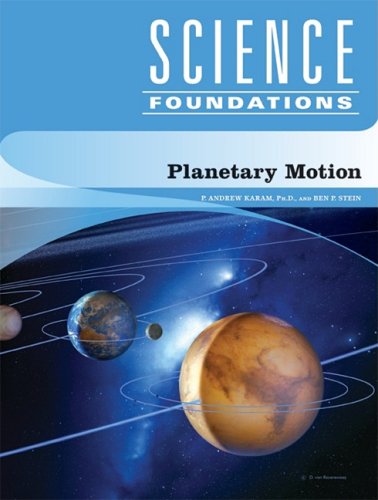 SCIENCE
FOUNDATIONS
Planetary Motion
P. ANDREW KARAM, PH.D., AND BEN P. STEIN